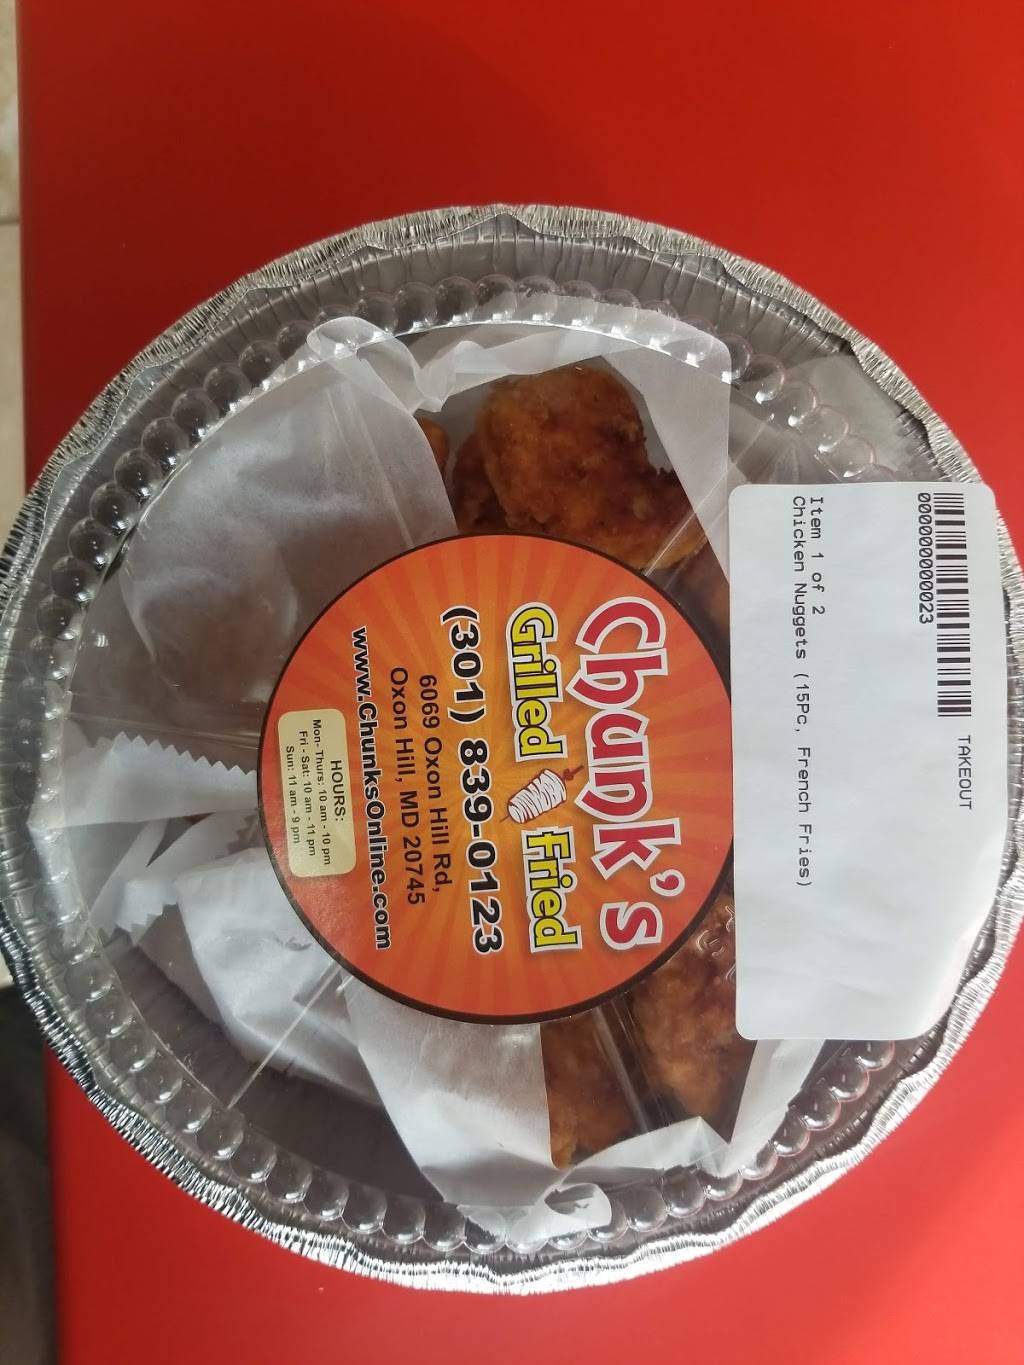 TAKEOUT
0000000000023
Item 1 of 2
Chicken Nuggets (15Pc, French Fries)
Chunk's
Grilled Fried
(301) 839-0123
6069 Oxon Hill Rd,
Oxon Hill, MD 20745
www.ChunksOnline.com
HOURS:
Mon- Thurs: 10 am - 10 pm
Fri - Sat: 10 am - 11 pm
Sun: 11 am - 9 pm